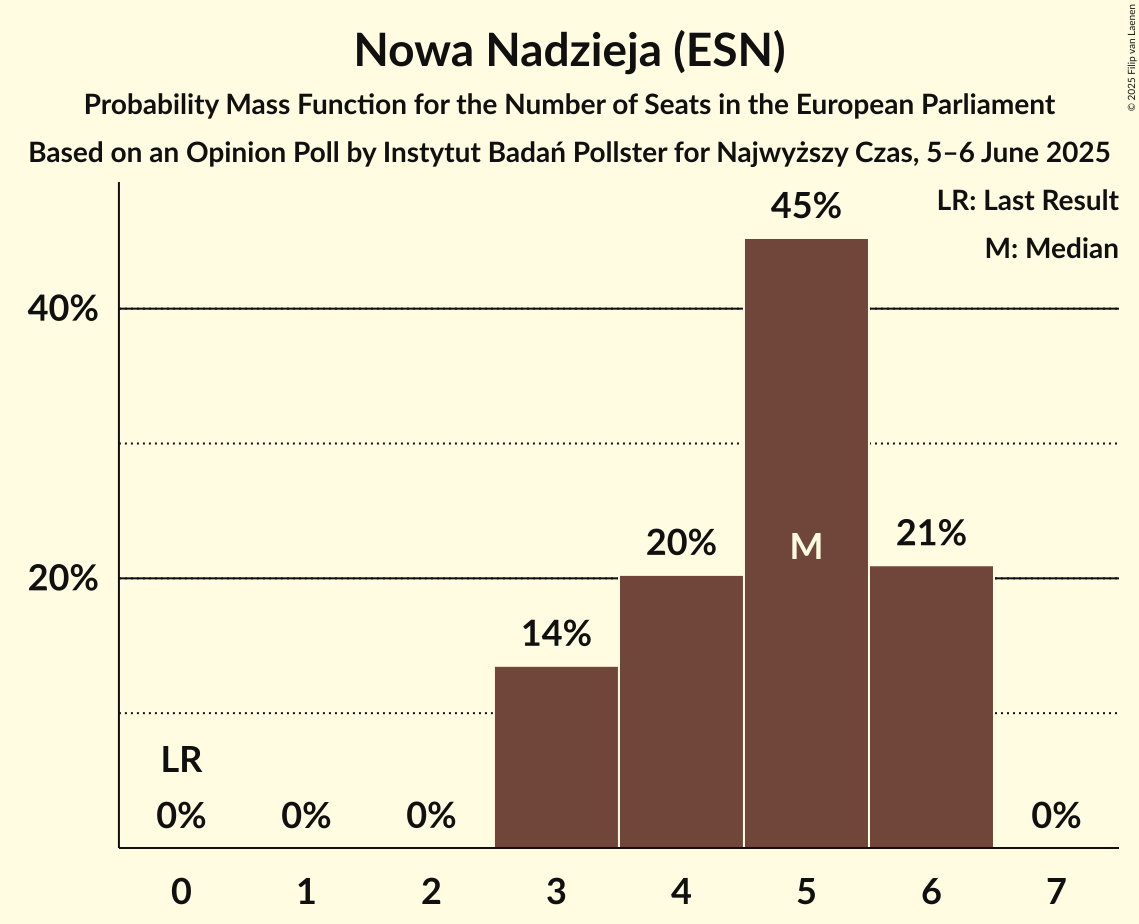 Nowa Nadzieja (ESN)
Probability Mass Function for the Number of Seats in the European Parliament
Based on an Opinion Poll by Instytut Badań Pollster for Najwyższy Czas, 5–6 June 2025
© 2025 Filip van Laenen
LR: Last Result
M: Median
45%
40%
21%
20%
M
20%
14%
LR
0% 0% 0% 0%
0 1 2 3 4 5 6 7